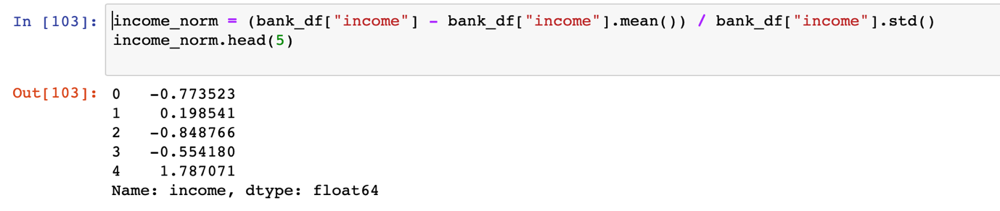 In [103]: income_norm = (bank_df["income"] - bank_df["income"].mean()) / bank_df["income"].std()
income_norm.head(5)
Out[103]: 0   -0.773523
1    0.198541
2   -0.848766
3   -0.554180
4    1.787071
Name: income, dtype: float64